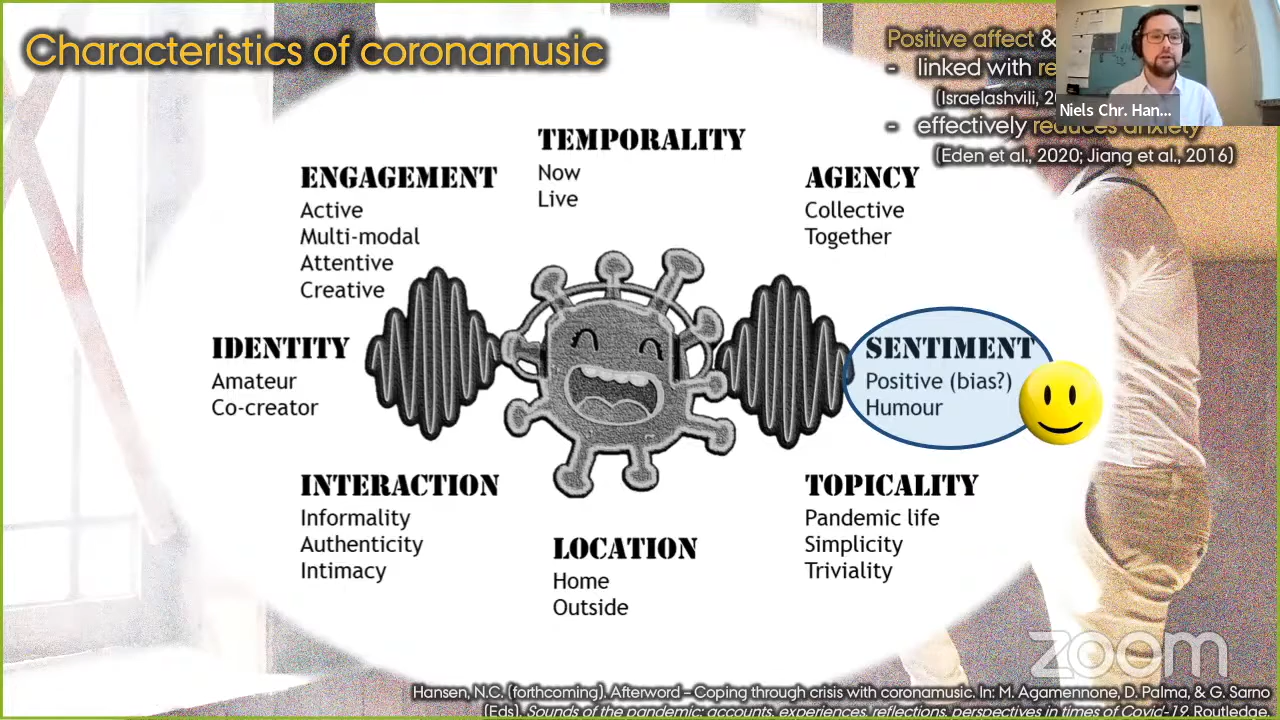 Characteristics of coronamusic
Positive affect &
- linked with
(Israelashvili,
- effectively reduces anxiety
(Eden et al., 2020; Jiang et al., 2016)
Niels Chr. Han...
TEMPORALITY
Now
Live
ENGAGEMENT
Active
Multi-modal
Attentive
Creative
AGENCY
Collective
Together
IDENTITY
Amateur
Co-creator
SENTIMENT
Positive (bias?)
Humour
INTERACTION
Informality
Authenticity
Intimacy
LOCATION
Home
Outside
TOPICALITY
Pandemic life
Simplicity
Triviality
zoom
Hansen, N.C. (forthcoming). Afterword – Coping through crisis with coronamusic. In: M. Agamennone, D. Palma, & G. Sarno
(Eds). Sounds of the pandemic: accounts, experiences, reflections, perspectives in times of Covid-19. Routledge.